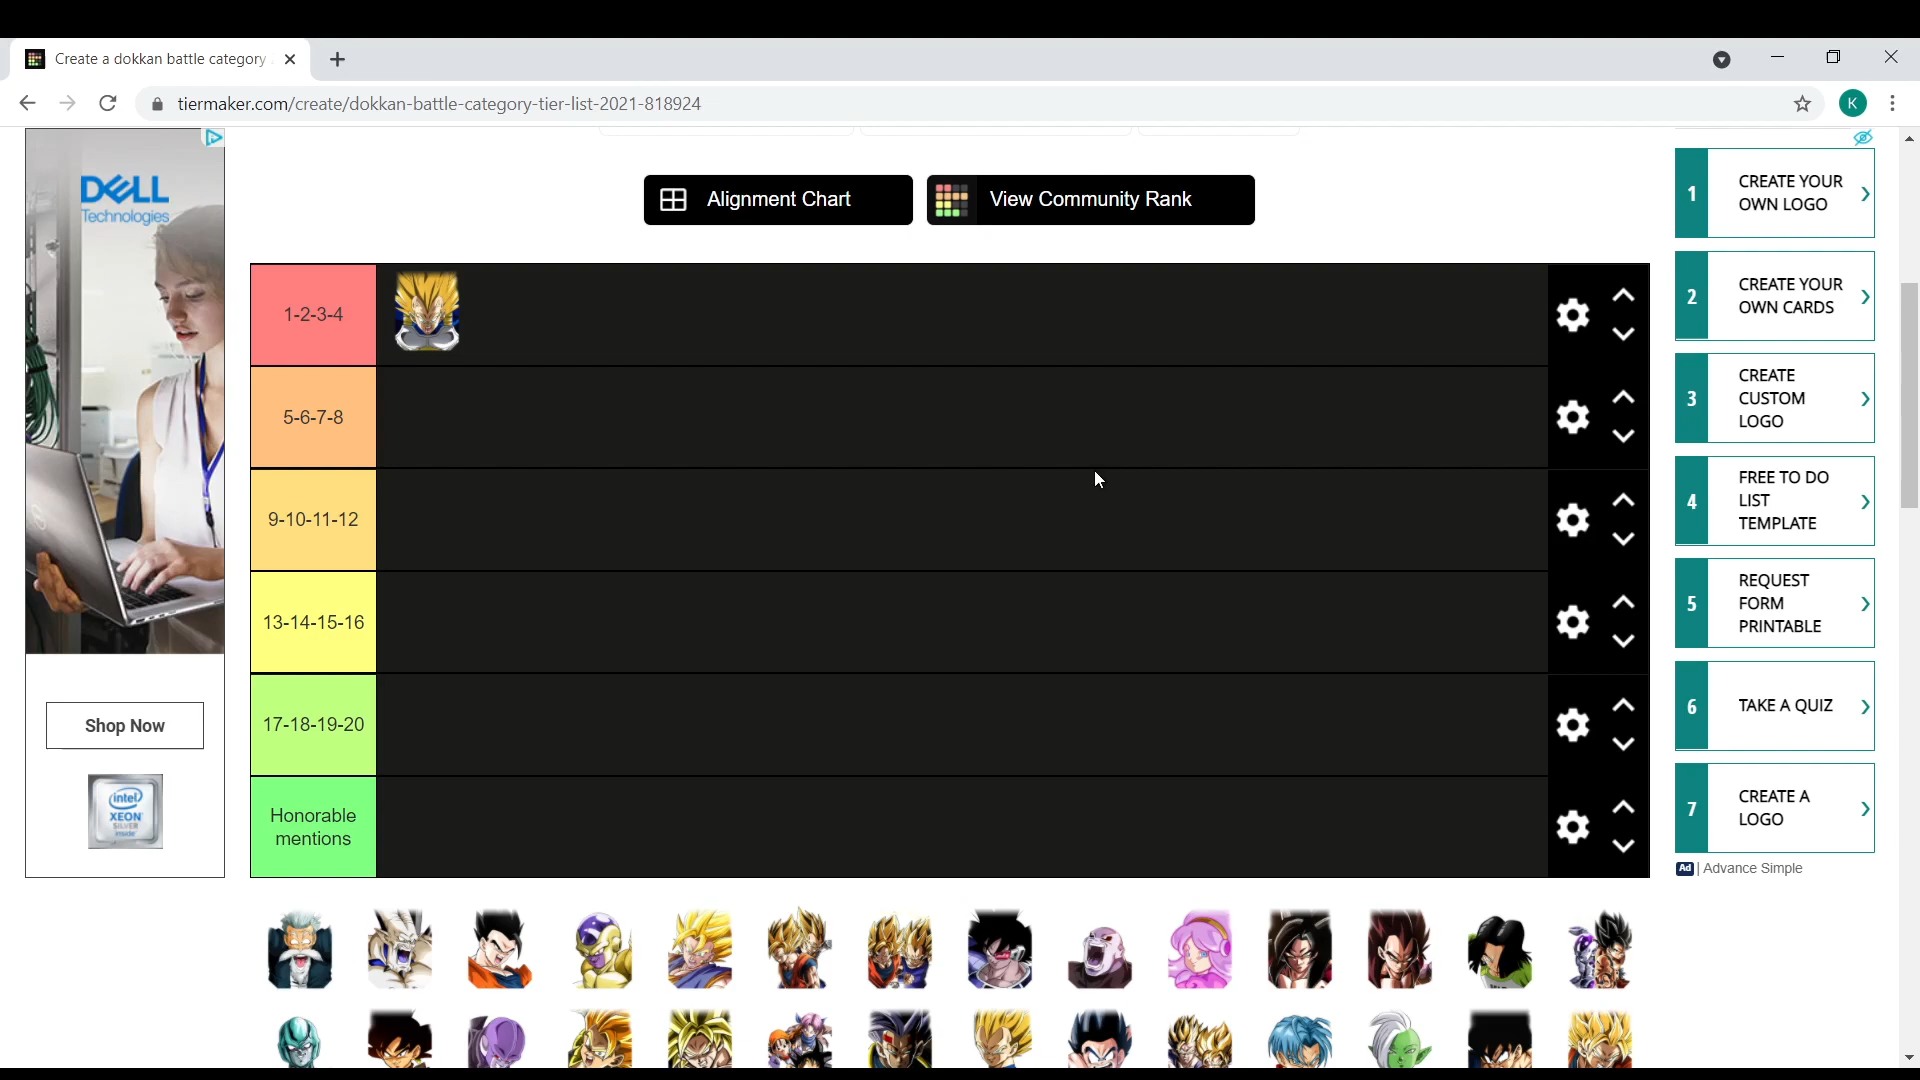 Create a dokkan battle category
tiermaker.com/create/dokkan-battle-category-tier-list-2021-818924
K
DELL
Technologies
Shop Now
intel
XEON
SILVER
inside
Alignment Chart
View Community Rank
1-2-3-4
5-6-7-8
9-10-11-12
13-14-15-16
17-18-19-20
Honorable
mentions
1
CREATE YOUR
OWN LOGO
2
CREATE YOUR
OWN CARDS
3
CREATE
CUSTOM
LOGO
4
FREE TO DO
LIST
TEMPLATE
5
REQUEST
FORM
PRINTABLE
6
TAKE A QUIZ
7
CREATE A
LOGO
Ad | Advance Simple